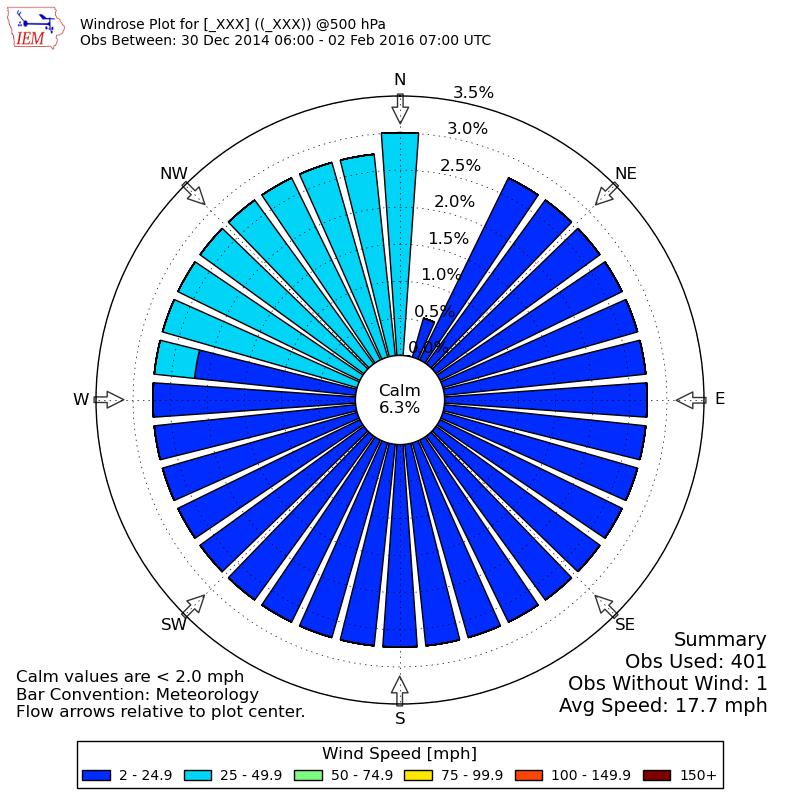 IEM
Windrose Plot for [_XXX] ((_XXX)) @500 hPa
Obs Between: 30 Dec 2014 06:00 - 02 Feb 2016 07:00 UTC
N
3.5%
3.0%
2.5%
2.0%
1.5%
1.0%
0.5%
0.0%
NW
NE
W
Calm
6.3%
E
SW
SE
S
Summary
Obs Used: 401
Obs Without Wind: 1
Avg Speed: 17.7 mph
Calm values are < 2.0 mph
Bar Convention: Meteorology
Flow arrows relative to plot center.
Wind Speed [mph]
2 - 24.9 25 - 49.9 50 - 74.9 75 - 99.9 100 - 149.9 150+